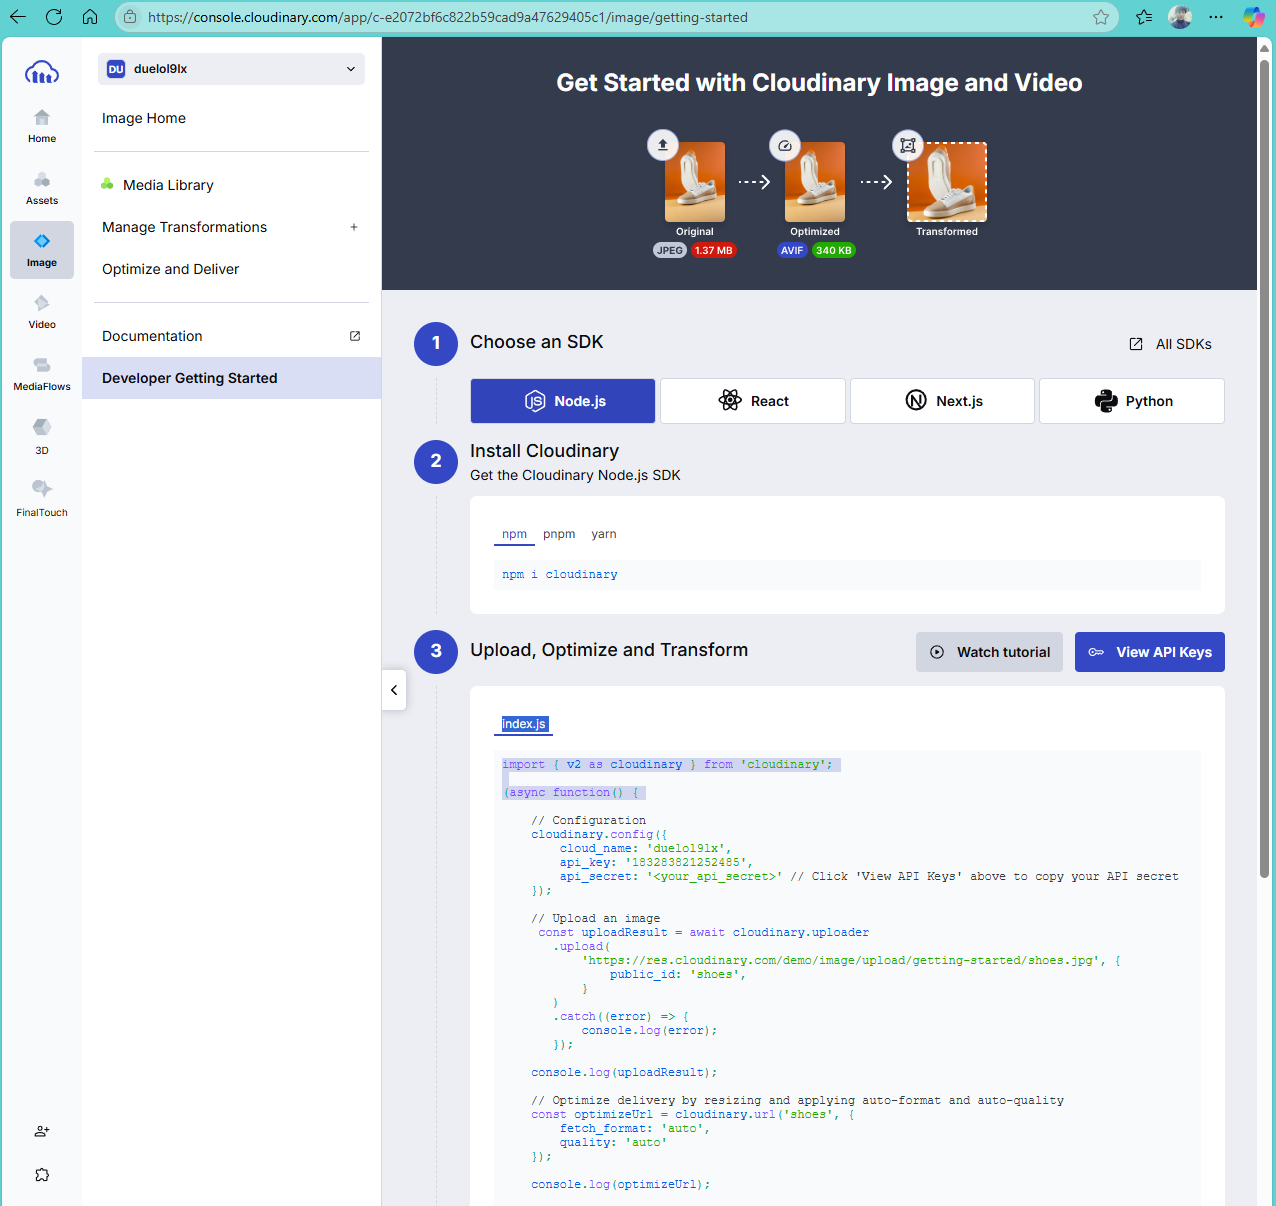 https://console.cloudinary.com/app/c-e2072bf6c822b59cad9a47629405c1/image/getting-started
Home
Assets
Image
Video
MediaFlows
3D
FinalTouch
DU duelol9lx
Image Home
Media Library
Manage Transformations +
Optimize and Deliver
Documentation
Developer Getting Started
Get Started with Cloudinary Image and Video
Original
JPEG 1.37 MB
Optimized
AVIF 340 KB
Transformed
1 Choose an SDK
All SDKs
Node.js React Next.js Python
2 Install Cloudinary
Get the Cloudinary Node.js SDK
npm pnpm yarn
npm i cloudinary
3 Upload, Optimize and Transform
Watch tutorial
View API Keys
index.js
import { v2 as cloudinary } from 'cloudinary';
(async function() {
// Configuration
cloudinary.config({
cloud_name: 'duelol9lx',
api_key: '183283821252485',
api_secret: '<your_api_secret>' // Click 'View API Keys' above to copy your API secret
});
// Upload an image
const uploadResult = await cloudinary.uploader
.upload(
'https://res.cloudinary.com/demo/image/upload/getting-started/shoes.jpg', {
public_id: 'shoes',
}
)
.catch((error) => {
console.log(error);
});
console.log(uploadResult);
// Optimize delivery by resizing and applying auto-format and auto-quality
const optimizeUrl = cloudinary.url('shoes', {
fetch_format: 'auto',
quality: 'auto'
});
console.log(optimizeUrl);